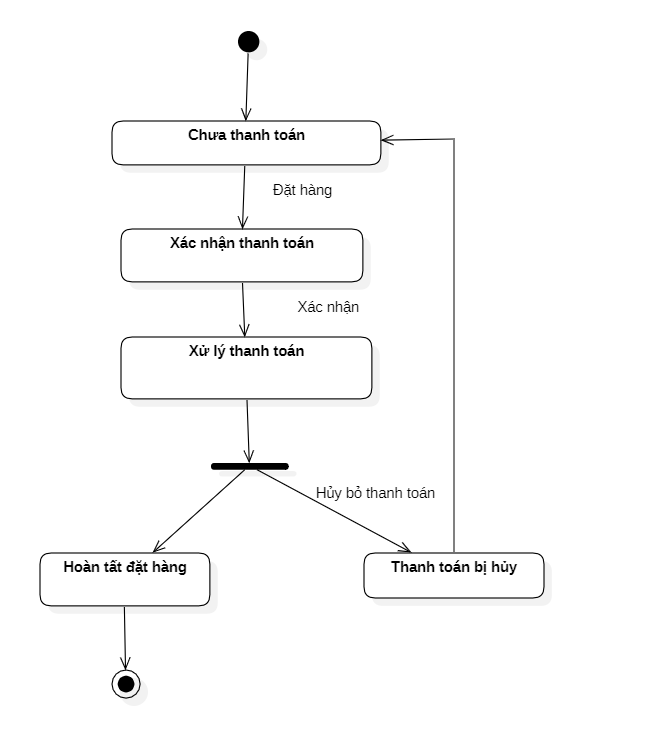 Chưa thanh toán
Đặt hàng
Xác nhận thanh toán
Xác nhận
Xử lý thanh toán
Hủy bỏ thanh toán
Hoàn tất đặt hàng
Thanh toán bị hủy